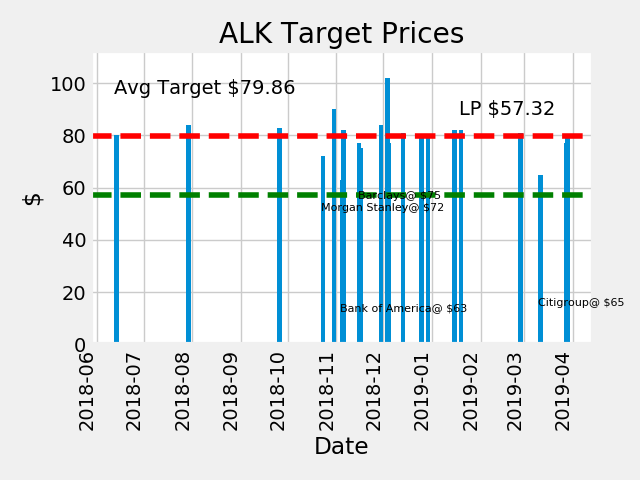 ALK Target Prices
Avg Target $79.86
LP $57.32
Barclays@ $75
Morgan Stanley@ $72
Bank of America@ $63
Citigroup@ $65
$
100
80
60
40
20
0
2018-06
2018-07
2018-08
2018-09
2018-10
2018-11
2018-12
2019-01
2019-02
2019-03
2019-04
Date